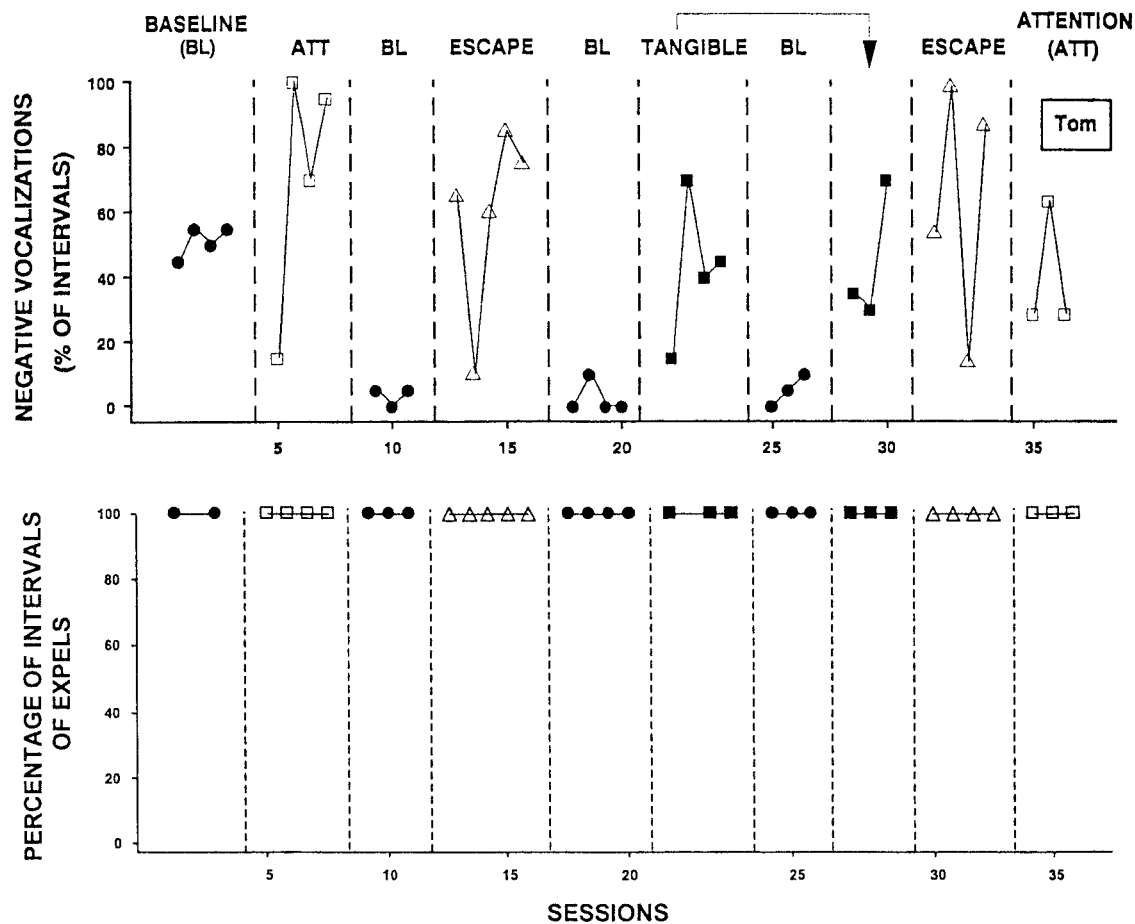 BASELINE
(BL)
ATT
BL
ESCAPE
BL
TANGIBLE
BL
ESCAPE
ATTENTION
(ATT)
Tom
NEGATIVE VOCALIZATIONS
(% OF INTERVALS)
100
80
60
40
20
0
5
10
15
20
25
30
35
PERCENTAGE OF INTERVALS
OF EXPELS
100
80
60
40
20
0
5
10
15
20
25
30
35
SESSIONS